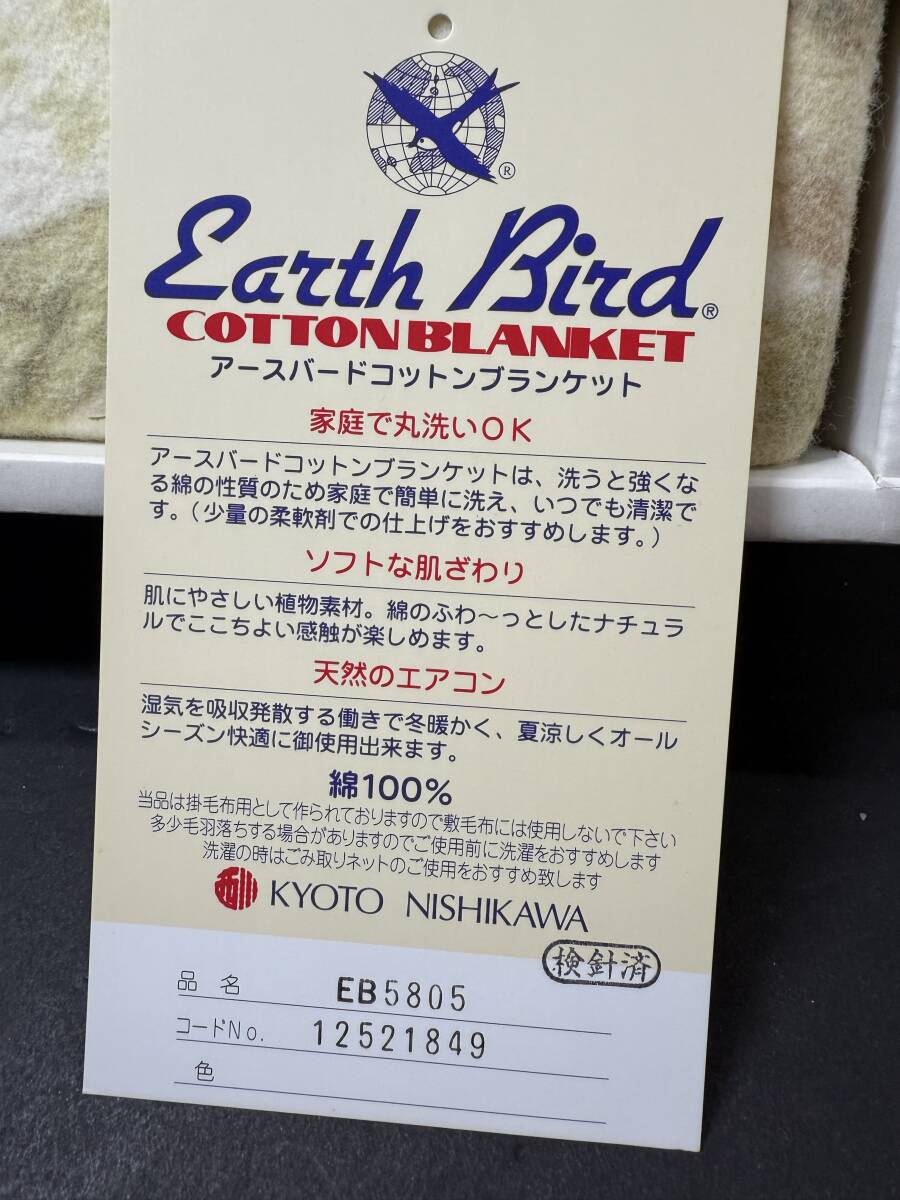 ®
Earth Bird®
COTTON BLANKET
アースバードコットンブランケット
家庭で丸洗いOK
アースバードコットンブランケットは、洗うと強くな
る綿の性質のため家庭で簡単に洗え、いつでも清潔で
す。（少量の柔軟剤での仕上げをおすすめします。）
ソフトな肌ざわり
肌にやさしい植物素材。綿のふわ〜っとしたナチュラ
ルでここちよい感触が楽しめます。
天然のエアコン
湿気を吸収発散する働きで冬暖かく、夏涼しくオール
シーズン快適に御使用出来ます。
綿100%
当品は掛毛布用として作られておりますので敷毛布には使用しないで下さい
多少毛羽落ちする場合がありますのでご使用前に洗濯をおすすめします
洗濯の時はごみ取りネットのご使用をおすすめ致します
西川 KYOTO NISHIKAWA
検針済
品名 EB5805
コードNo. 12521849
色